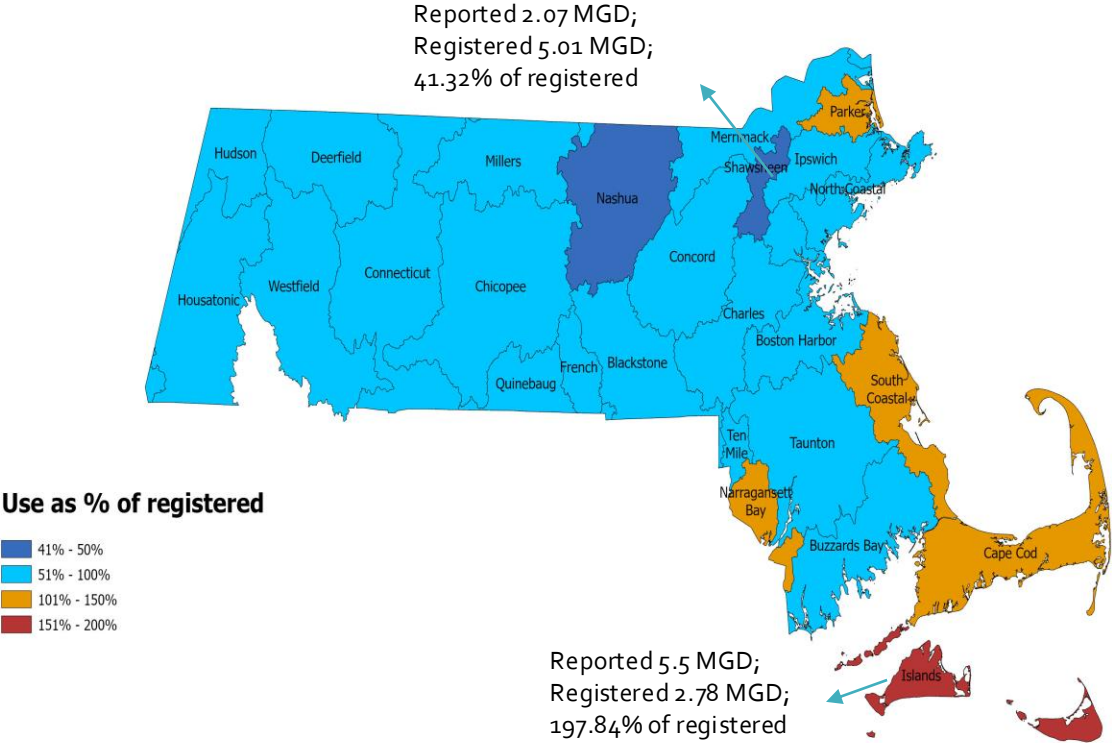 Reported 2.07 MGD;
Registered 5.01 MGD;
41.32% of registered
Parker
Merrimack
Hudson
Deerfield
Millers
Shawsheen
Ipswich
North Coastal
Nashua
Concord
Connecticut
Westfield
Chicopee
Housatonic
Charles
Boston Harbor
French
Blackstone
Quinebaug
South
Coastal
Ten
Mile
Taunton
Narragansett
Bay
Use as % of registered
41% - 50%
51% - 100%
101% - 150%
151% - 200%
Buzzards Bay
Cape Cod
Reported 5.5 MGD;
Registered 2.78 MGD;
197.84% of registered
Islands